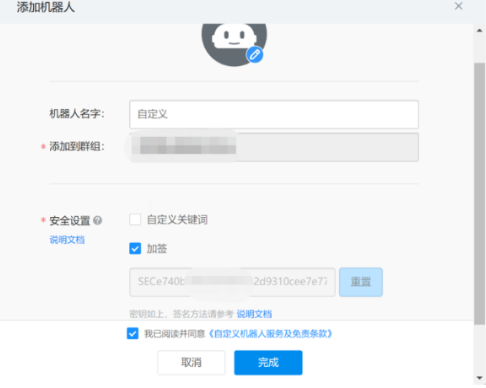 添加机器人
机器人名字： 自定义
* 添加到群组：
* 安全设置 ? 自定义关键词
说明文档
加签
SECe740b 2d9310cee7e77 重置
密钥如上，签名方法请参考 说明文档
我已阅读并同意《自定义机器人服务及免责条款》
取消 完成